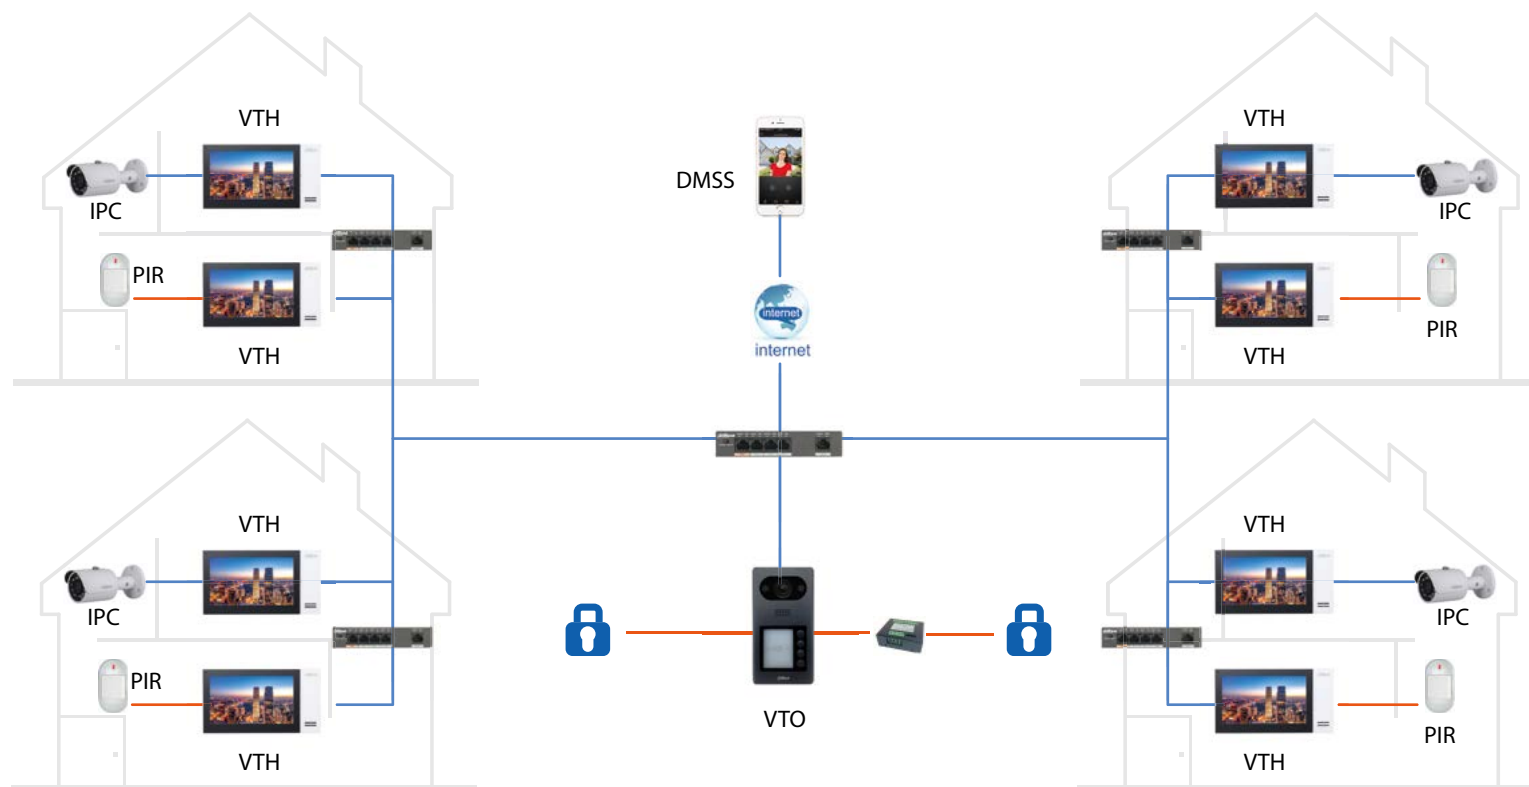 VTH
VTH
IPC
IPC
PIR
PIR
VTH
VTH
DMSS
internet
internet
VTH
VTH
IPC
IPC
PIR
PIR
VTH
VTH
VTO